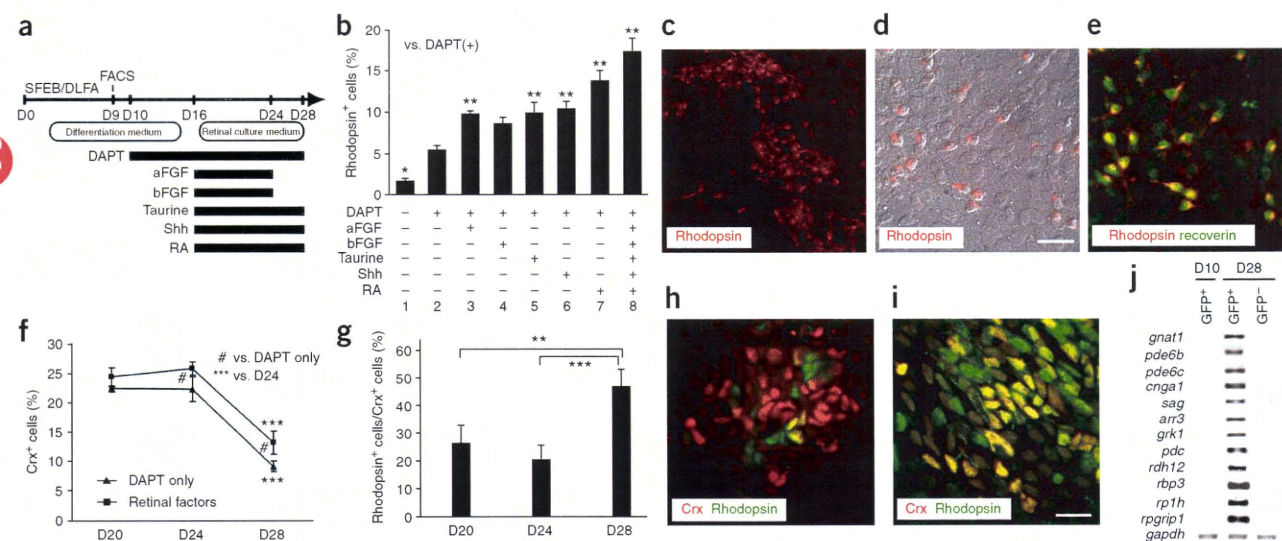 a
SFEB/DLFA
FACS
D0 D9 D10 D16 D24 D28
Differentiation medium
Retinal culture medium
DAPT
aFGF
bFGF
Taurine
Shh
RA
b
vs. DAPT(+)
Rhodopsin+ cells (%)
20
15
10
5
0
*
**
**
**
**
**
DAPT – + + + + + + +
aFGF +
bFGF – +
Taurine + +
Shh – +
RA + +
1 2 3 4 5 6 7 8
c
Rhodopsin
d
Rhodopsin
e
Rhodopsin recoverin
f
Crx+ cells (%)
30
25
20
15
10
5
0
# vs. DAPT only
*** vs. D24
#
***
#
***
DAPT only
Retinal factors
D20 D24 D28
g
Rhodopsin+ cells/Crx+ cells (%)
60
50
40
30
20
10
0
**
***
D20 D24 D28
h
Crx Rhodopsin
i
Crx Rhodopsin
j
D10 D28
GFP+ GFP+ GFP–
gnat1
pde6b
pde6c
cnga1
sag
arr3
grk1
pdc
rdh12
rbp3
rp1h
rpgrip1
gapdh